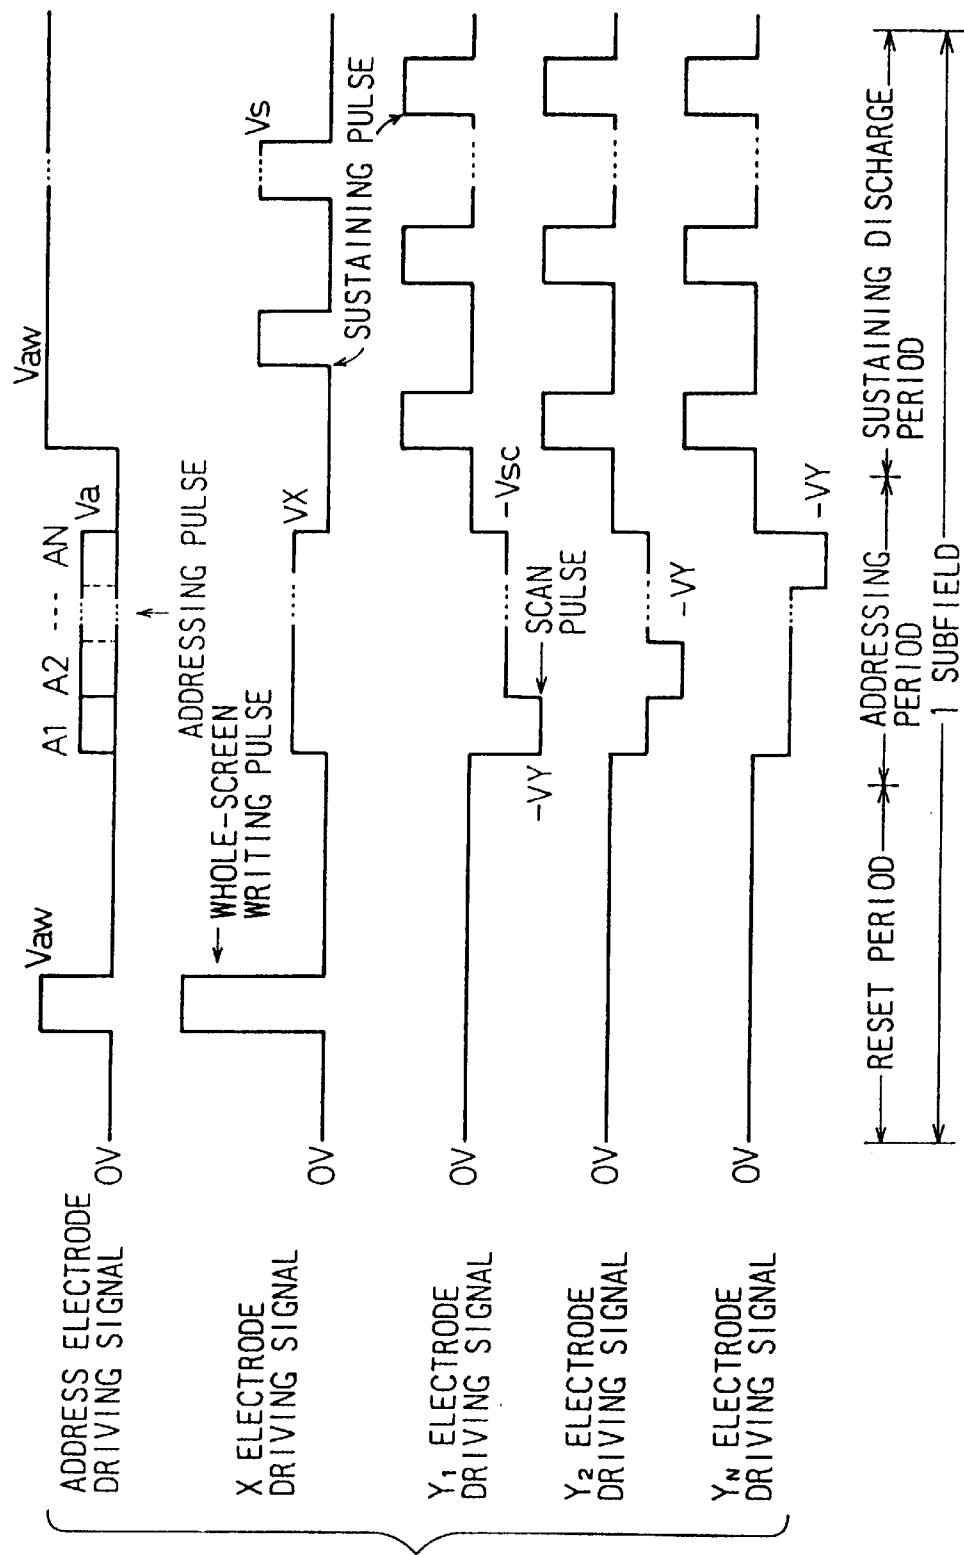 ADDRESS ELECTRODE
DRIVING SIGNAL
0V
Vaw
A1 A2 ---- AN
Va
Vaw
ADDRESSING PULSE
X ELECTRODE
DRIVING SIGNAL
0V
WHOLE-SCREEN
WRITING PULSE
VX
Vs
SUSTAINING PULSE
Y1 ELECTRODE
DRIVING SIGNAL
0V
-VY
SCAN
PULSE
-Vsc
Y2 ELECTRODE
DRIVING SIGNAL
0V
-VY
YN ELECTRODE
DRIVING SIGNAL
0V
-VY
RESET PERIOD
ADDRESSING
PERIOD
SUSTAINING DISCHARGE
PERIOD
1 SUBFIELD